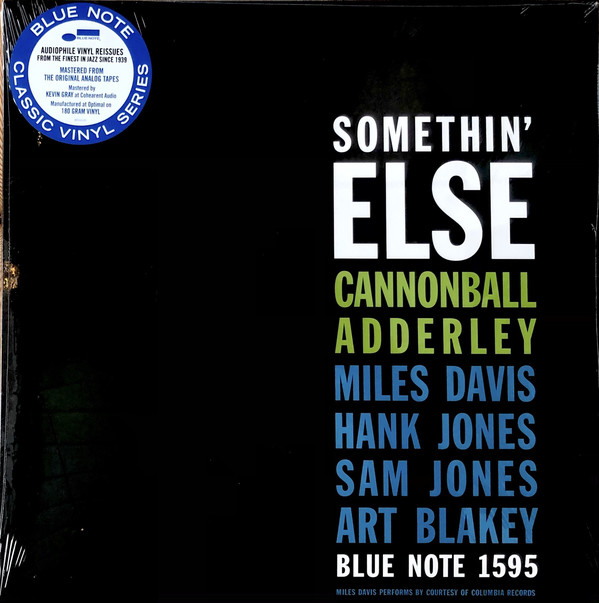 BLUE NOTE
BLUE NOTE
AUDIOPHILE VINYL REISSUES
FROM THE FINEST IN JAZZ SINCE 1939
MASTERED FROM
THE ORIGINAL ANALOG TAPES
Mastered by
KEVIN GRAY at Cohearent Audio
Manufactured at Optimal on
180 GRAM VINYL
CLASSIC VINYL SERIES
SOMETHIN’
ELSE
CANNONBALL
ADDERLEY
MILES DAVIS
HANK JONES
SAM JONES
ART BLAKEY
BLUE NOTE 1595
MILES DAVIS PERFORMS BY COURTESY OF COLUMBIA RECORDS